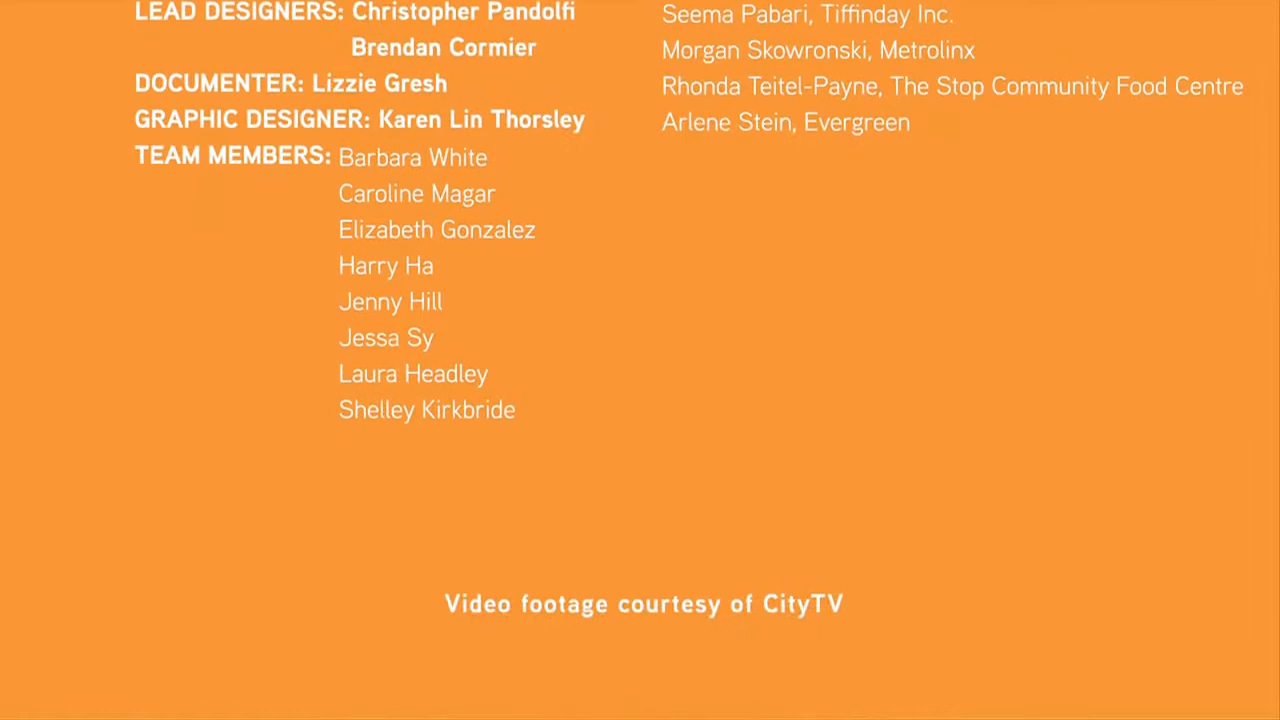 LEAD DESIGNERS: Christopher Pandolfi
Brendan Cormier
DOCUMENTER: Lizzie Gresh
GRAPHIC DESIGNER: Karen Lin Thorsley
TEAM MEMBERS: Barbara White
Caroline Magar
Elizabeth Gonzalez
Harry Ha
Jenny Hill
Jessa Sy
Laura Headley
Shelley Kirkbride
Seema Pabari, Tiffinday Inc.
Morgan Skowronski, Metrolinx
Rhonda Teitel-Payne, The Stop Community Food Centre
Arlene Stein, Evergreen
Video footage courtesy of CityTV